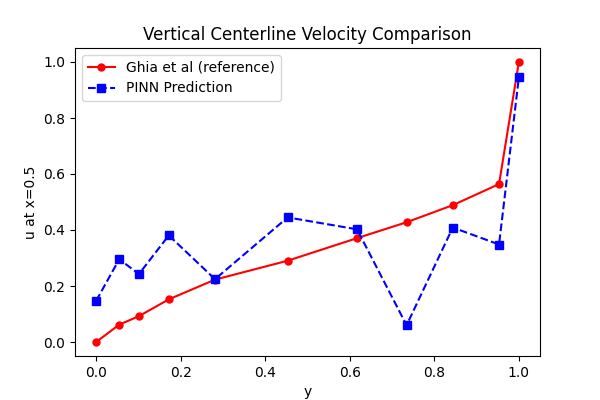 Vertical Centerline Velocity Comparison
Ghia et al (reference)
PINN Prediction
u at x=0.5
1.0
0.8
0.6
0.4
0.2
0.0
0.0 0.2 0.4 0.6 0.8 1.0
y